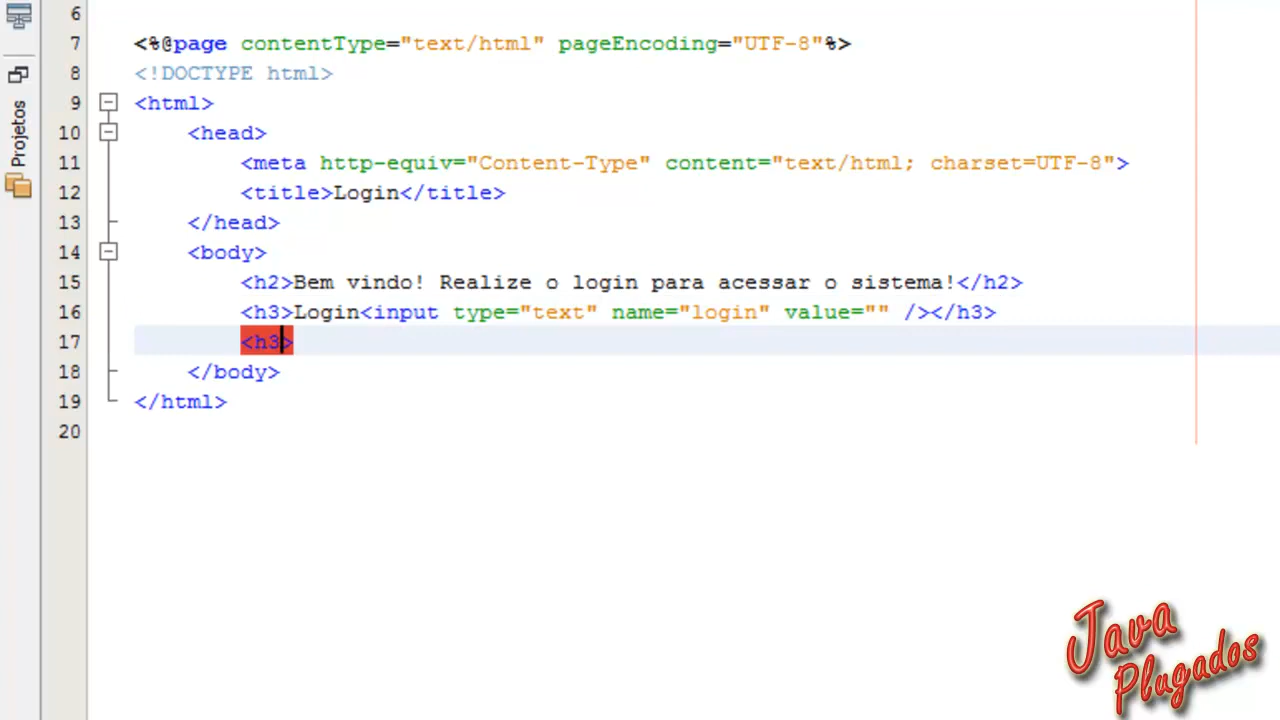 6
7 <%@page contentType="text/html" pageEncoding="UTF-8"%>
8 <!DOCTYPE html>
9 <html>
10 <head>
11 <meta http-equiv="Content-Type" content="text/html; charset=UTF-8">
12 <title>Login</title>
13 </head>
14 <body>
15 <h2>Bem vindo! Realize o login para acessar o sistema!</h2>
16 <h3>Login<input type="text" name="login" value="" /></h3>
17 <h3>
18 </body>
19 </html>
20
Projetos
Java
Plugados